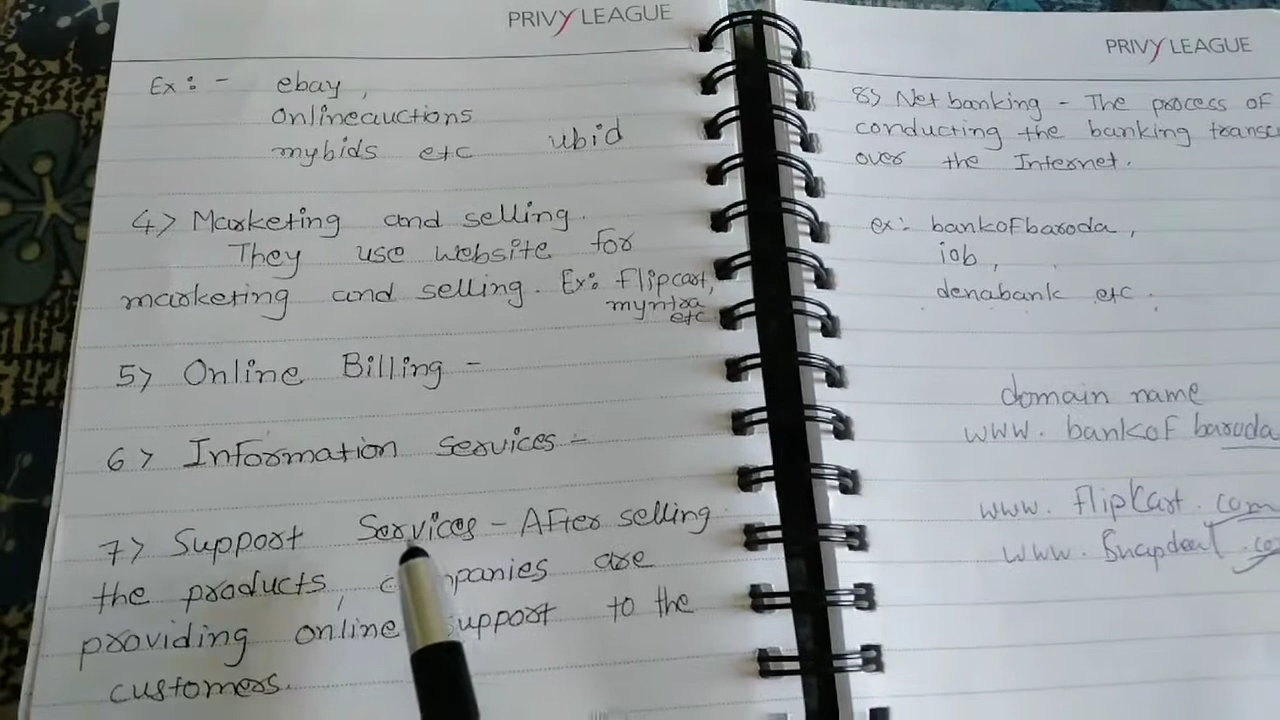 PRIVY LEAGUE
Ex:- ebay,
Onlineauctions
mybids etc ubid
4> Marketing and selling.
They use website for
marketing and selling. Ex: Flipcart,
myntra
etc
5> Online Billing -
6> Information Services -
7> Support Services - After selling
the products, companies are
providing online support to the
customers.
PRIVY LEAGUE
8> Net banking - The process of
conducting the banking transc
over the Internet.
ex: bankofbaroda,
iob,
denabank etc.
domain name
www. bankof baroda
www. flipkart. com
www. Snapdeal .co